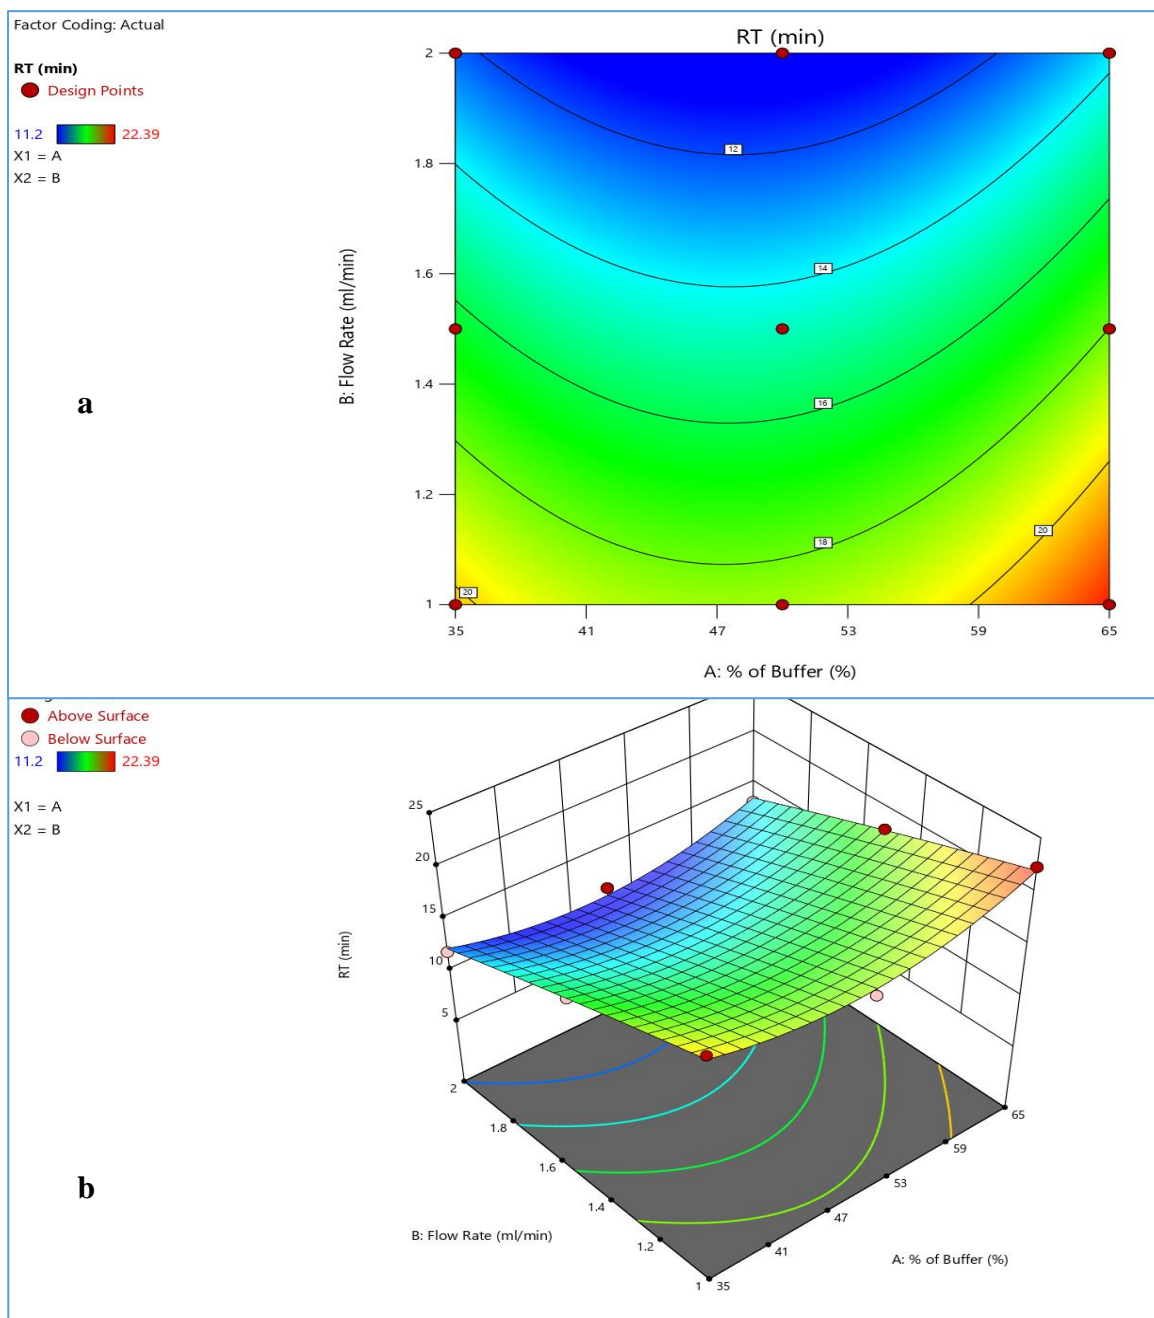 Factor Coding: Actual
RT (min)
RT (min)
Design Points
11.2 22.39
X1 = A
X2 = B
2
1.8
1.6
1.4
1.2
1
B: Flow Rate (ml/min)
12
14
16
18
20
20
35 41 47 53 59 65
A: % of Buffer (%)
a
Above Surface
Below Surface
11.2 22.39
X1 = A
X2 = B
25
20
15
10
5
RT (min)
2
1.8
1.6
1.4
1.2
1
B: Flow Rate (ml/min)
35
41
47
53
59
65
A: % of Buffer (%)
b